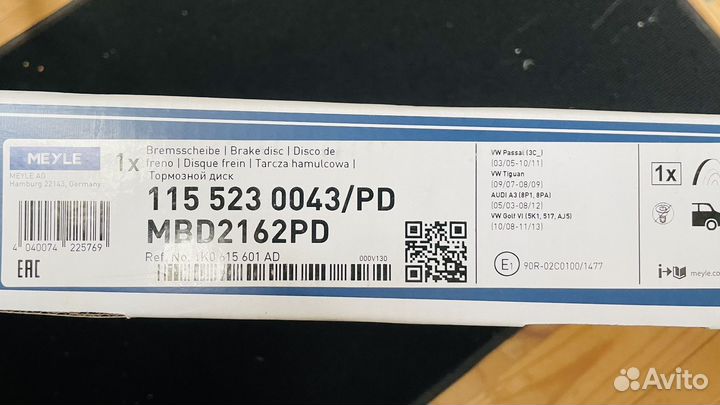 MEYLE
MEYLE AG
Hamburg 22143, Germany
4 040074 225769
EAC
1x
Bremsscheibe | Brake disc | Disco de
freno | Disque frein | Tarcza hamulcowa |
Тормозной диск
115 523 0043/PD
MBD2162PD
Ref. No. 1K0 615 601 AD
000V130
VW Passat (3C_)
(03/05-10/11)
VW Tiguan
(09/07-08/09)
AUDI A3 (8P1, 8PA)
(05/03-08/12)
VW Golf VI (5K1, 517, AJ5)
(10/08-11/13)
E1 90R-02C0100/1477
1x
i
meyle.co
Avito